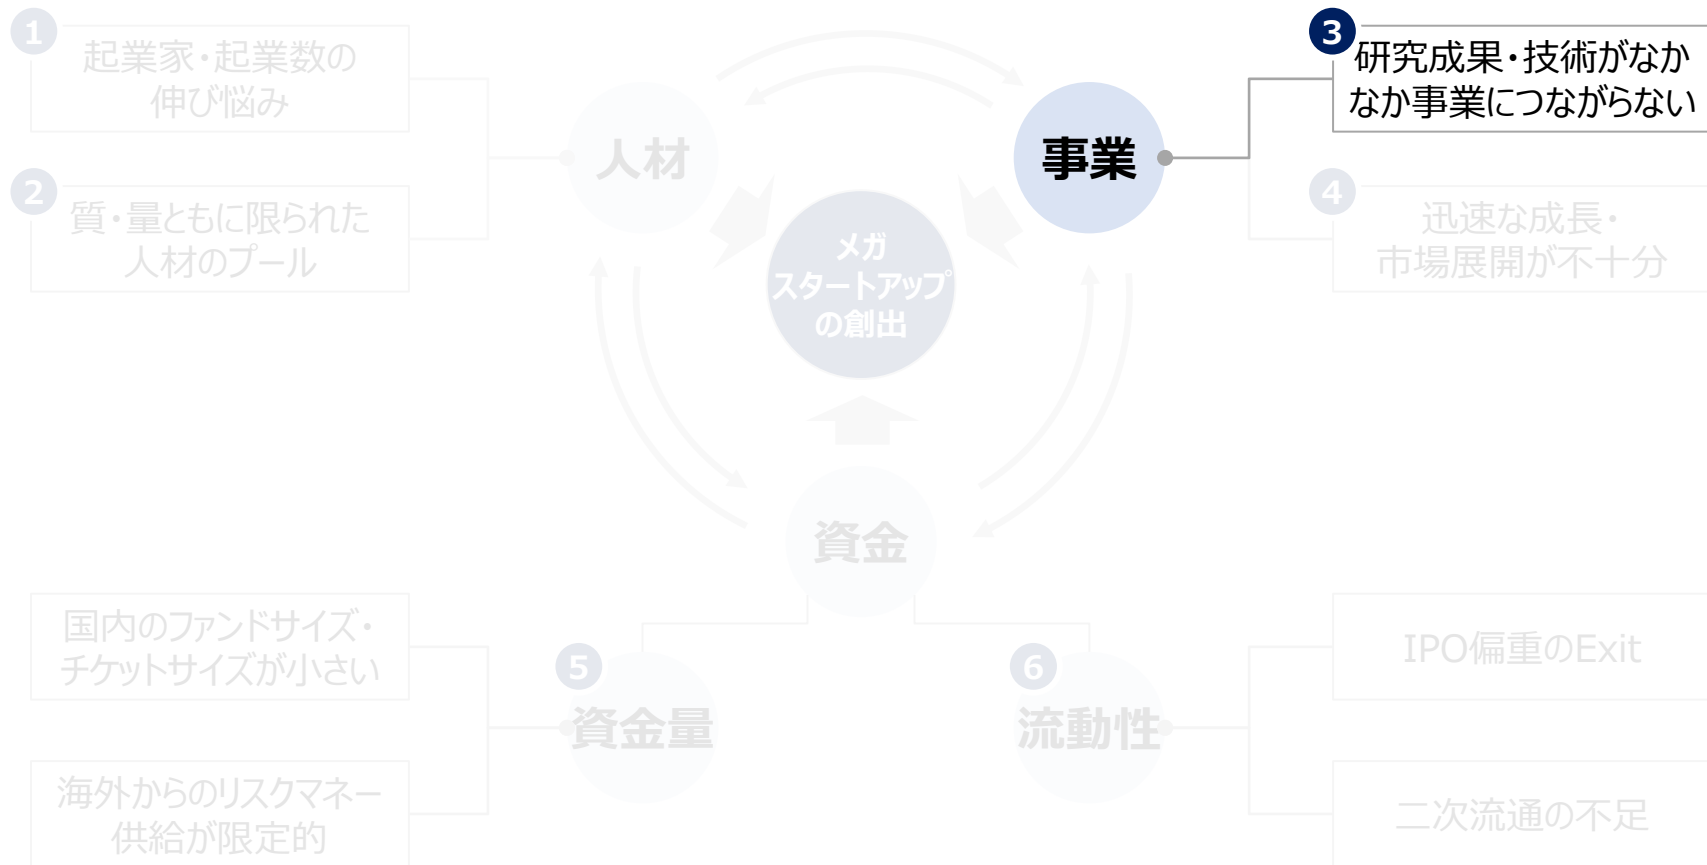 1
起業家・起業数の
伸び悩み
2
質・量ともに限られた
人材のプール
人材
事業
3
研究成果・技術がなか
なか事業につながらない
4
迅速な成長・
市場展開が不十分
メガ
スタートアップ
の創出
資金
国内のファンドサイズ・
チケットサイズが小さい
海外からのリスクマネー
供給が限定的
5
資金量
6
流動性
IPO偏重のExit
二次流通の不足